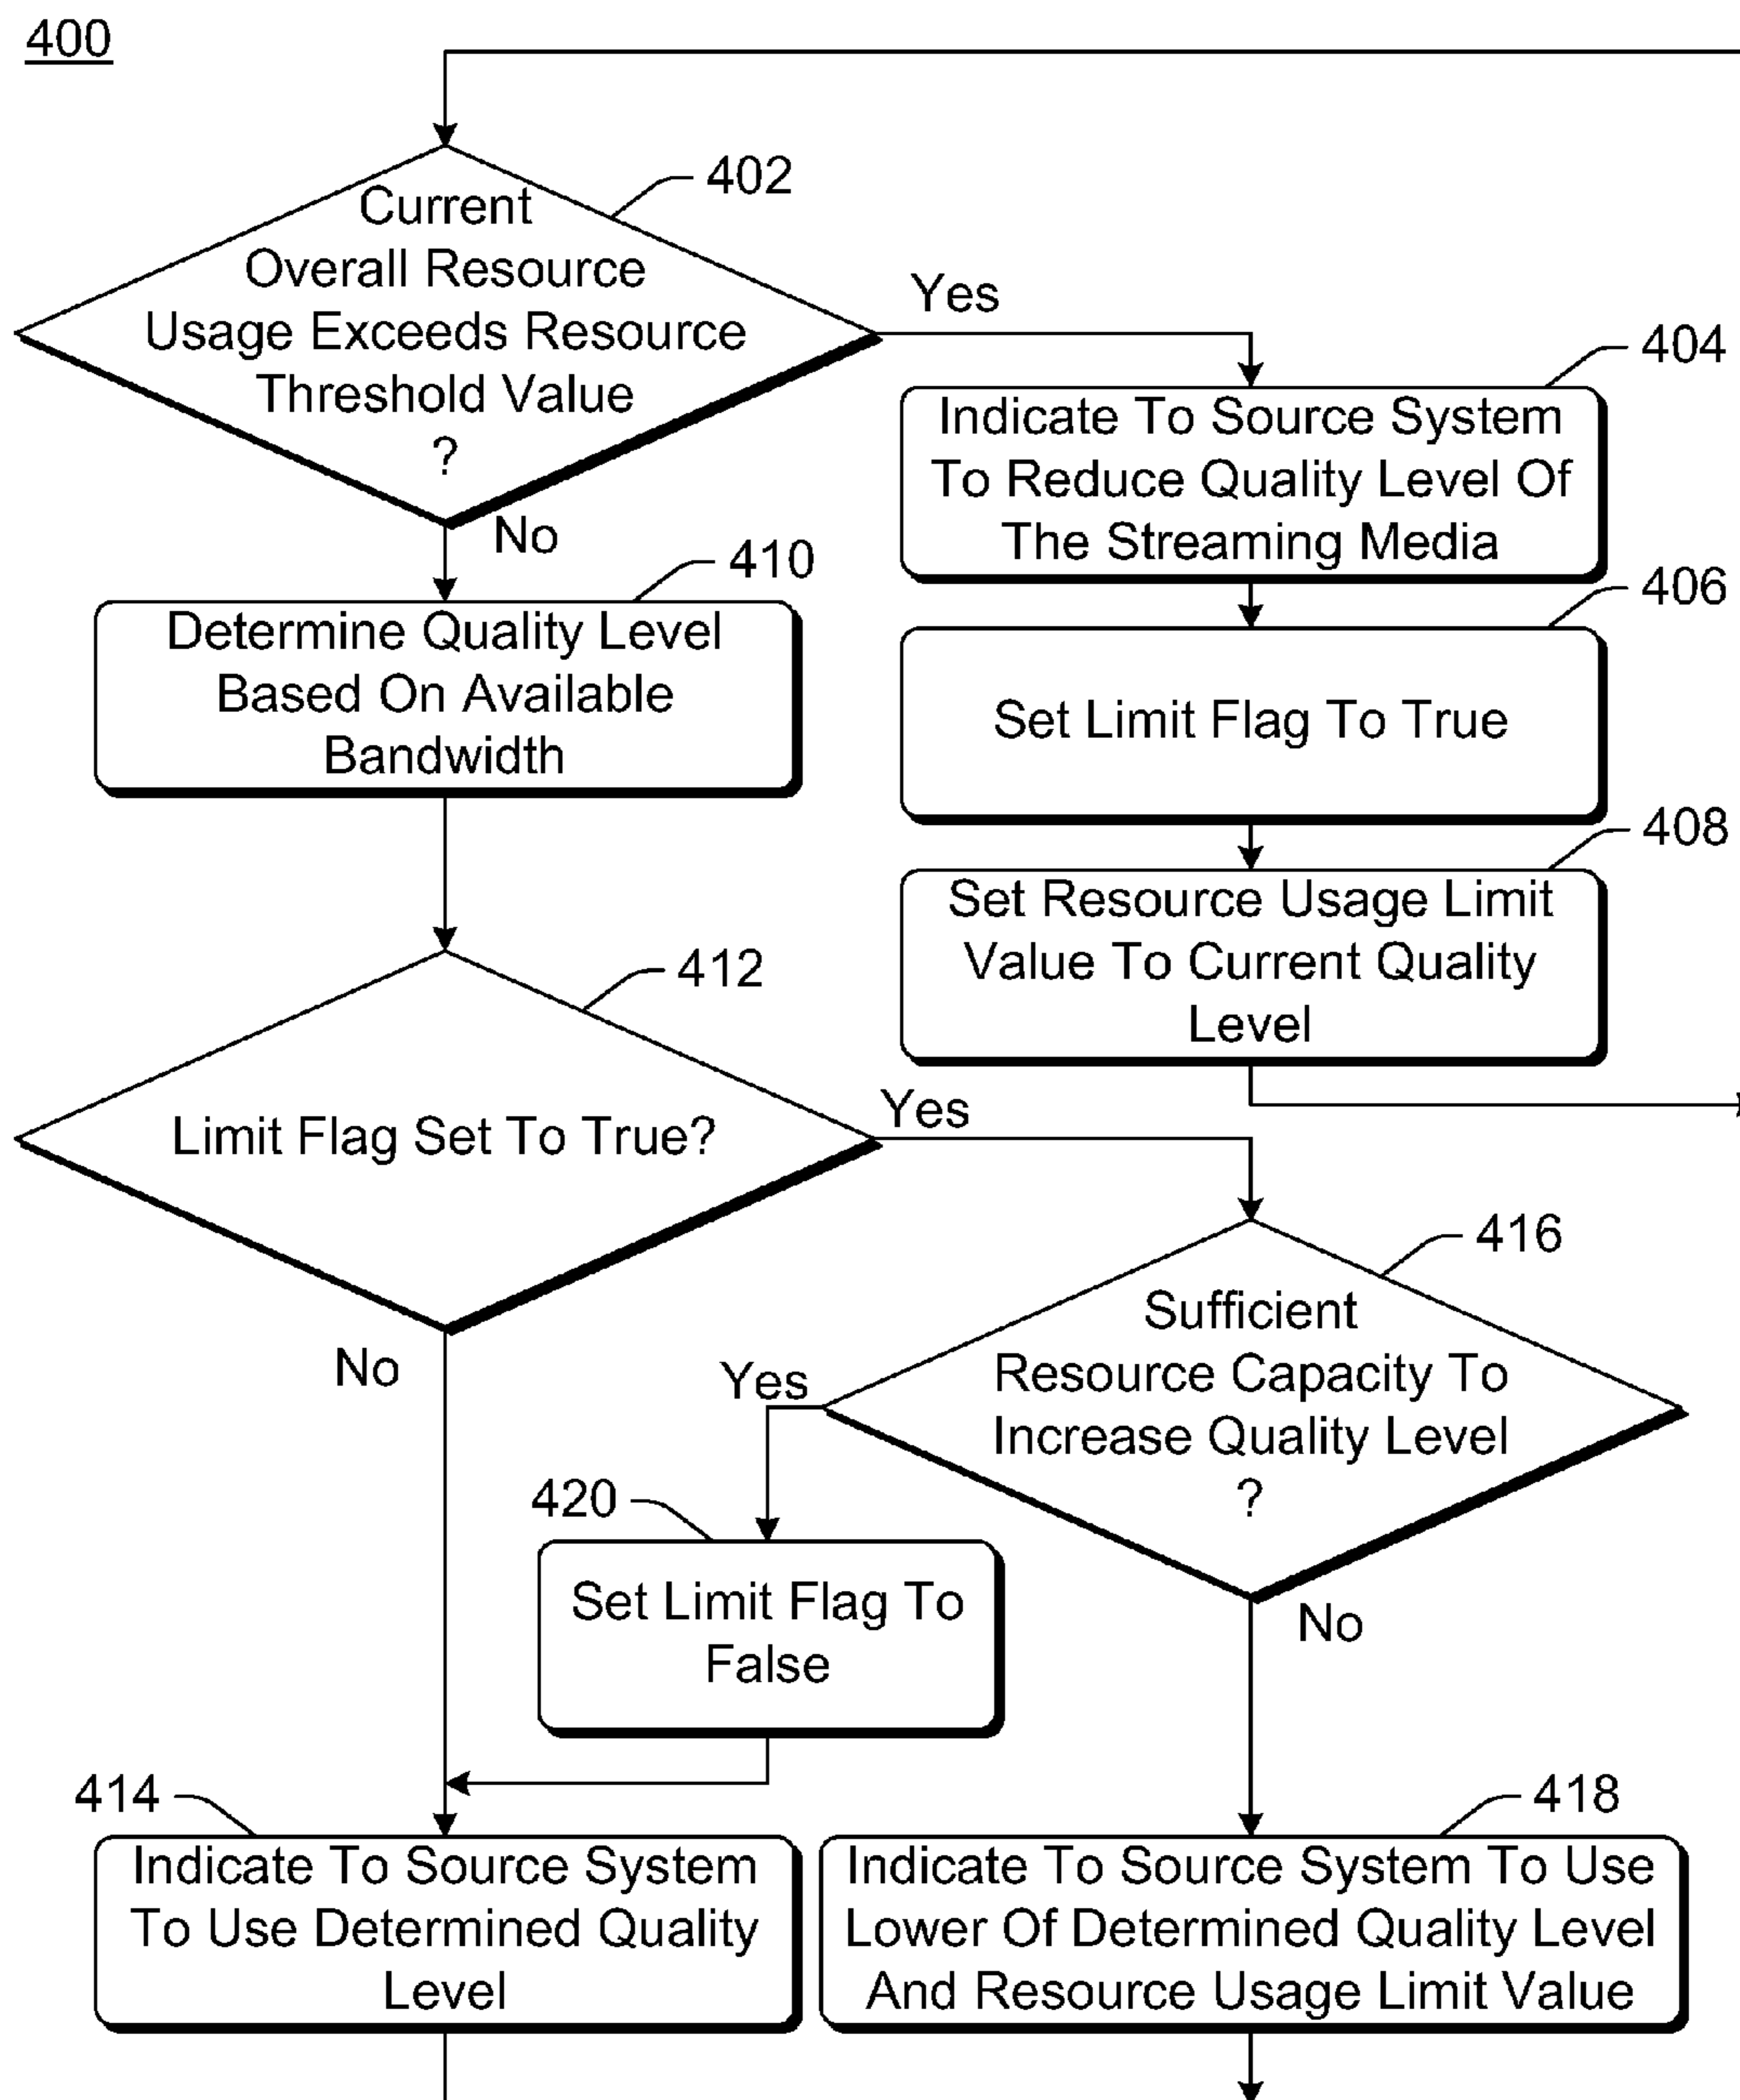 400
402
Current
Overall Resource
Usage Exceeds Resource
Threshold Value
?
Yes
No
404
Indicate To Source System
To Reduce Quality Level Of
The Streaming Media
406
Set Limit Flag To True
408
Set Resource Usage Limit
Value To Current Quality
Level
410
Determine Quality Level
Based On Available
Bandwidth
412
Limit Flag Set To True?
Yes
No
416
Sufficient
Resource Capacity To
Increase Quality Level
?
Yes
No
420
Set Limit Flag To
False
414
Indicate To Source System
To Use Determined Quality
Level
418
Indicate To Source System To Use
Lower Of Determined Quality Level
And Resource Usage Limit Value